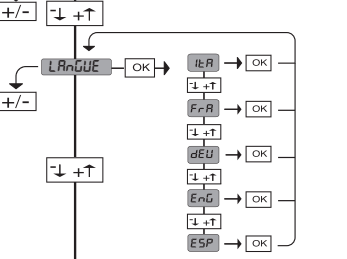 +/-
- ↓ +↑
LAnGUE OK
+/-
ItA OK
- ↓ +↑
FrA OK
- ↓ +↑
dEU OK
- ↓ +↑
- ↓ +↑
EnG OK
- ↓ +↑
ESP OK